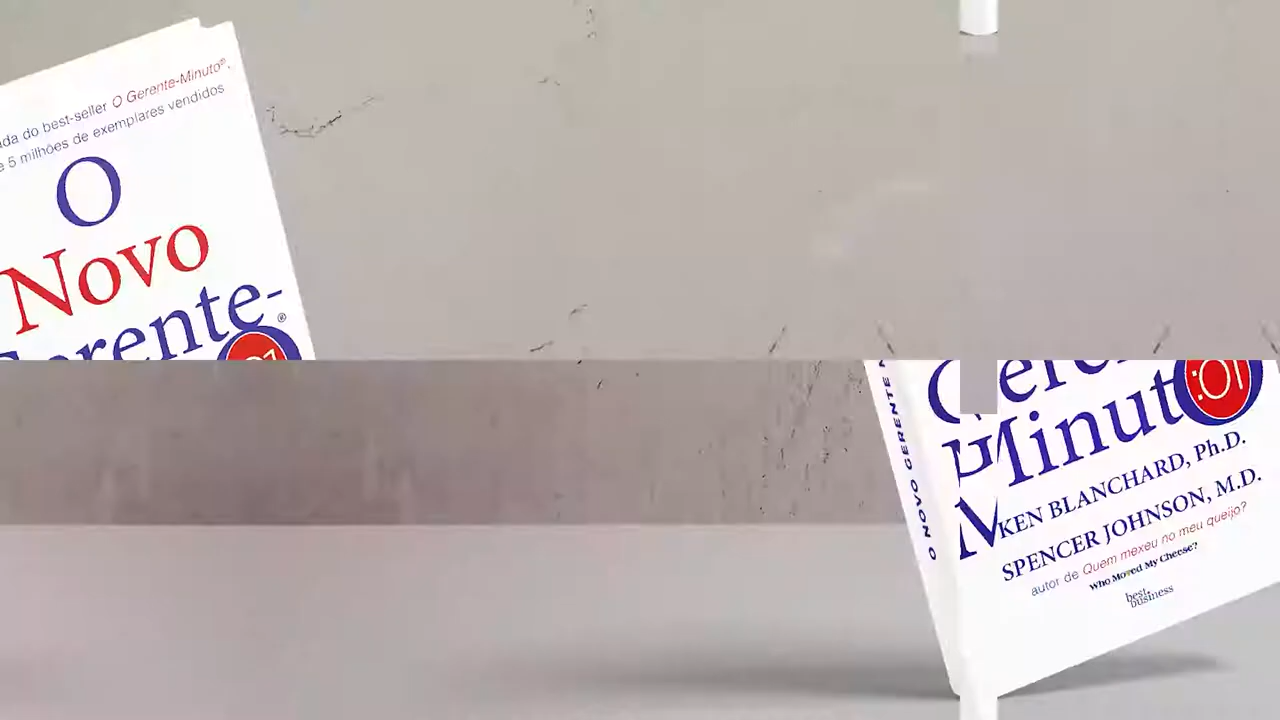 ada do best-seller O Gerente-Minuto®.
e 5 milhões de exemplares vendidos
O
Novo
Gerente-
®
Minuto
:01
KEN BLANCHARD, Ph.D.
SPENCER JOHNSON, M.D.
autor de Quem mexeu no meu queijo?
Who Moved My Cheese?
best.
business
O NOVO GERENTE